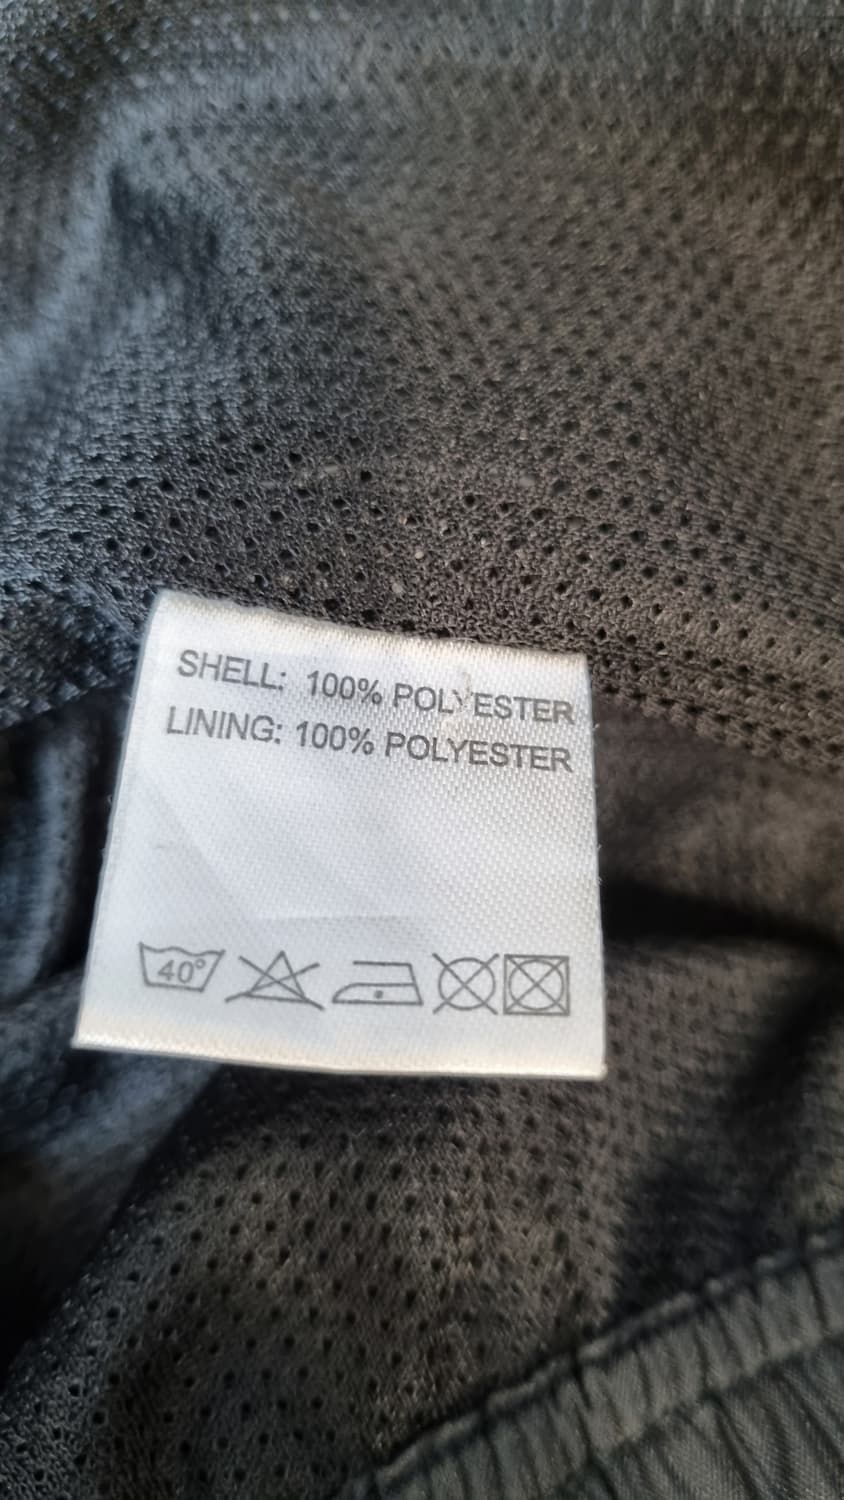 SHELL: 100% POLYESTER
LINING: 100% POLYESTER
40°